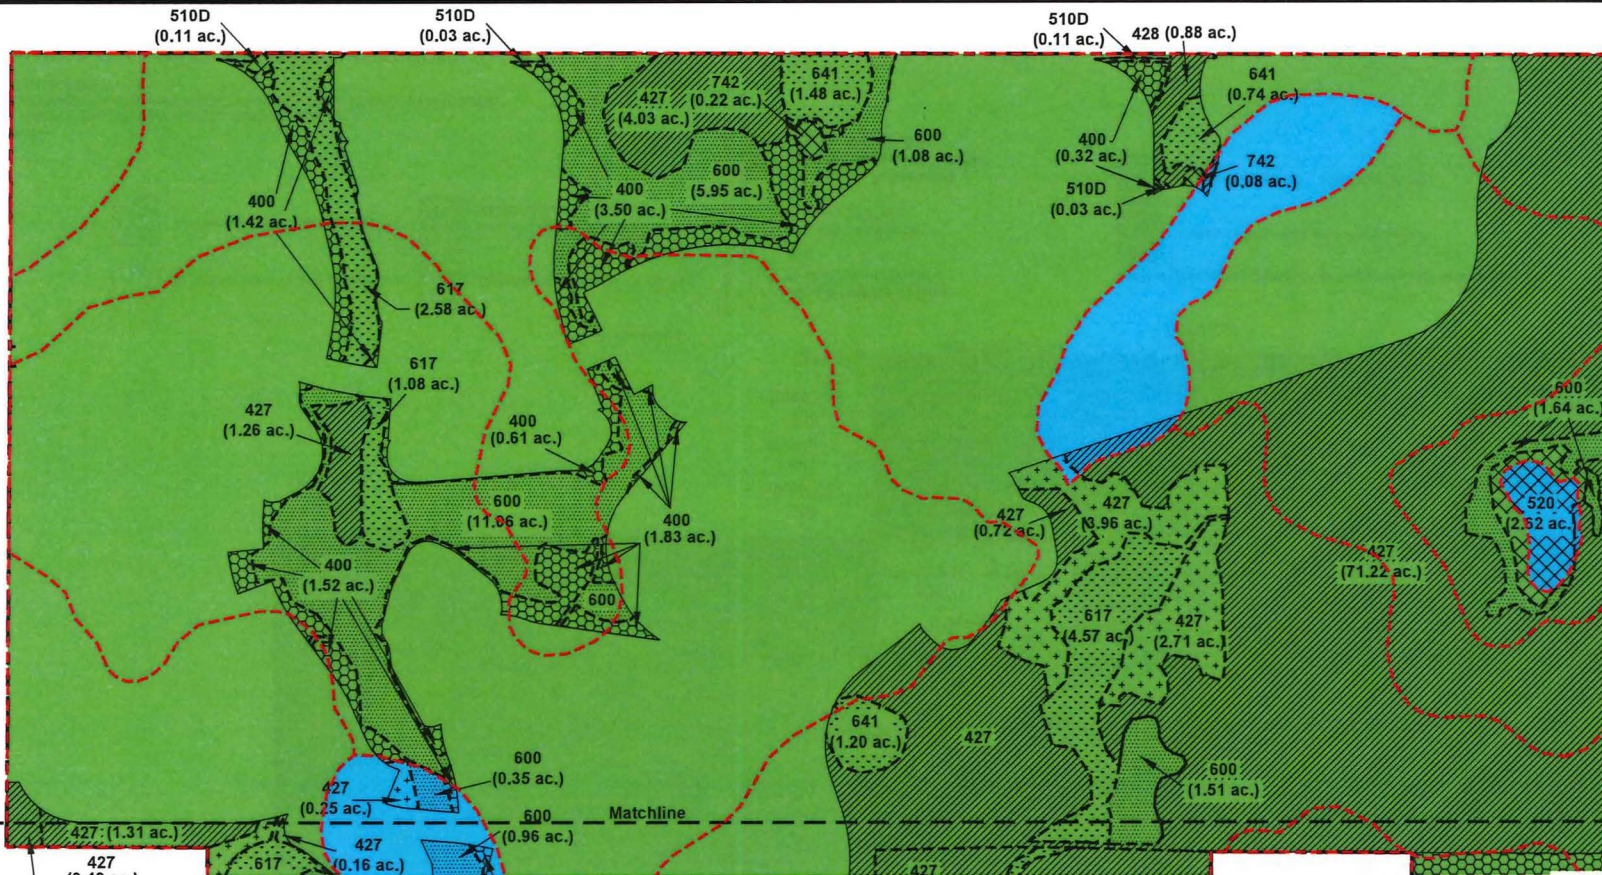 510D
(0.11 ac.)
510D
(0.03 ac.)
510D
(0.11 ac.)
428 (0.88 ac.)
742
(0.22 ac.)
641
(1.48 ac.)
427
(4.03 ac.)
641
(0.74 ac.)
600
(1.08 ac.)
400
(0.32 ac.)
742
(0.08 ac.)
510D
(0.03 ac.)
600
(5.95 ac.)
400
(3.50 ac.)
400
(1.42 ac.)
617
(2.58 ac.)
617
(1.08 ac.)
427
(1.26 ac.)
400
(0.61 ac.)
600
(1.64 ac.)
600
(11.06 ac.)
400
(1.83 ac.)
427
(0.72 ac.)
427
(3.96 ac.)
520
(2.62 ac.)
427
(71.22 ac.)
400
(1.52 ac.)
600
617
(4.57 ac.)
427
(2.71 ac.)
641
(1.20 ac.)
427
600
(0.35 ac.)
427
(0.25 ac.)
600
(1.51 ac.)
Matchline
600
(0.96 ac.)
427 (1.31 ac.)
427
(0.16 ac.)
427
617
427